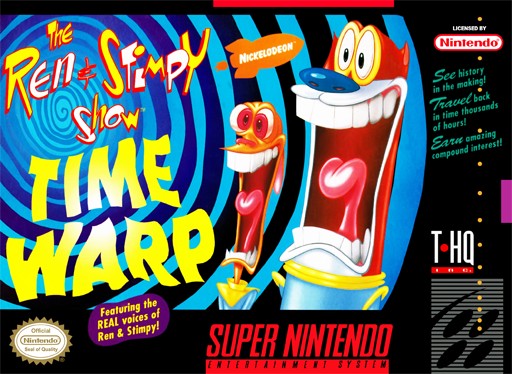 The
Ren & Stimpy
Show™
TIME
WARP
NICKELODEON
LICENSED BY
Nintendo
See history
in the making!
Travel back
in time thousands
of hours!
Earn amazing
compound interest!
T•HQ
INC.
Featuring the
REAL voices of
Ren & Stimpy!
Official
Nintendo
Seal of Quality
SUPER NINTENDO
ENTERTAINMENT SYSTEM